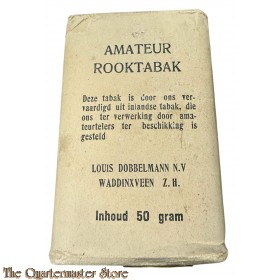 AMATEUR
ROOKTABAK
Deze tabak is door ons ver-
vaardigd uit inlandse tabak, die
ons ter verwerking door ama-
teurtelers ter beschikking is
gesteld
LOUIS DOBBELMANN N.V
WADDINXVEEN Z.H.
Inhoud 50 gram
The Quartermaster Store